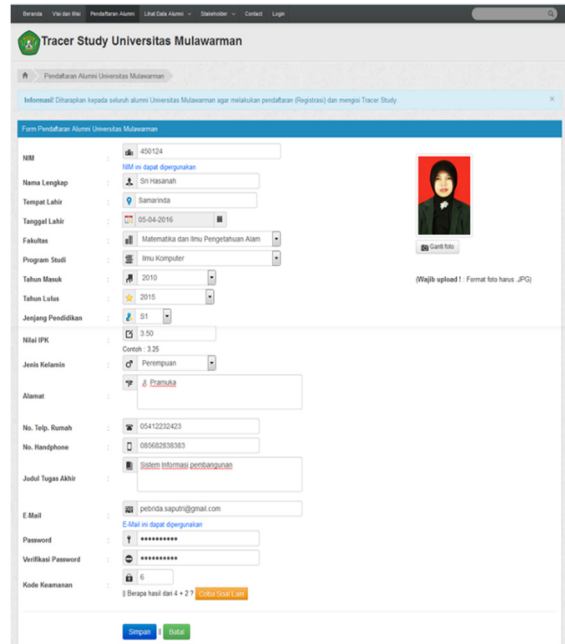 Beranda Visi dan Misi Pendaftaran Alumni Lihat Data Alumni Stakeholder Contact Login
Tracer Study Universitas Mulawarman
Pendaftaran Alumni Universitas Mulawarman
Informasi! Diharapkan kepada seluruh alumni Universitas Mulawarman agar melakukan pendaftaran (Registrasi) dan mengisi Tracer Study. ×
Form Pendaftaran Alumni Universitas Mulawarman
NIM : 450124
NIM ini dapat dipergunakan
Nama Lengkap : Sri Hasanah
Tempat Lahir : Samarinda
Tanggal Lahir : 05-04-2016
Fakultas : Matematika dan Ilmu Pengetahuan Alam
Ganti foto
Program Studi : Ilmu Komputer
Tahun Masuk : 2010
(Wajib upload ! : Format foto harus .JPG)
Tahun Lulus : 2015
Jenjang Pendidikan : S1
Nilai IPK : 3.50
Contoh : 3.25
Jenis Kelamin : Perempuan
Alamat : Jl. Pramuka
No. Telp. Rumah : 05412232423
No. Handphone : 085682838383
Judul Tugas Akhir : Sistem Informasi pembangunan
E-Mail : pebrida.saputri@gmail.com
E-Mail ini dapat dipergunakan
Password : ••••••••••
Verifikasi Password : ••••••••••
Kode Keamanan : 6
|| Berapa hasil dari 4 + 2 ? Coba Soal Lain
Simpan || Batal